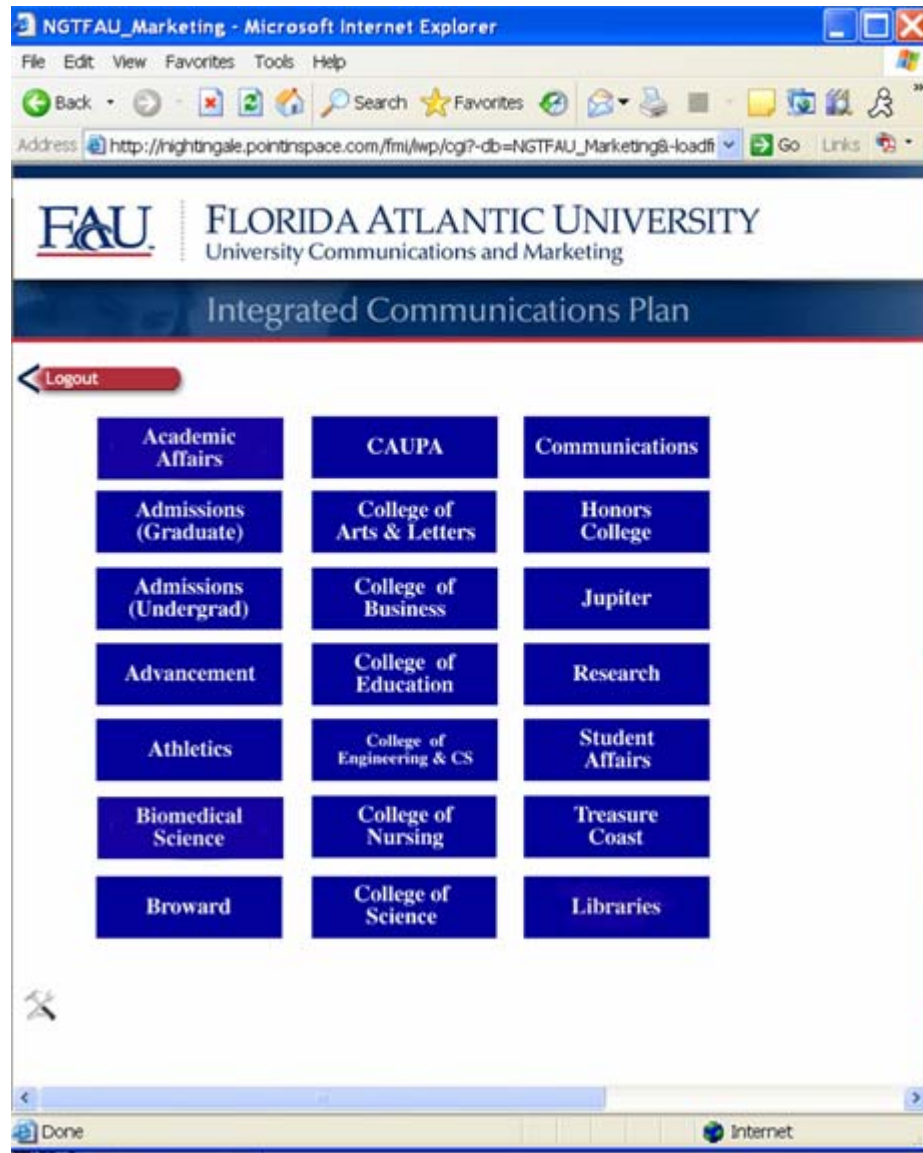 NGTFAU_Marketing - Microsoft Internet Explorer
File Edit View Favorites Tools Help
Back Search Favorites
Address http://nightingale.pointinspace.com/fmi/iwp/cgi?-db=NGTFAU_Marketing&-loadfr Go Links
FAU. FLORIDA ATLANTIC UNIVERSITY
University Communications and Marketing
Integrated Communications Plan
Logout
Academic
Affairs
CAUPA
Communications
Admissions
(Graduate)
College of
Arts & Letters
Honors
College
Admissions
(Undergrad)
College of
Business
Jupiter
Advancement
College of
Education
Research
Athletics
College of
Engineering & CS
Student
Affairs
Biomedical
Science
College of
Nursing
Treasure
Coast
Broward
College of
Science
Libraries
Done Internet